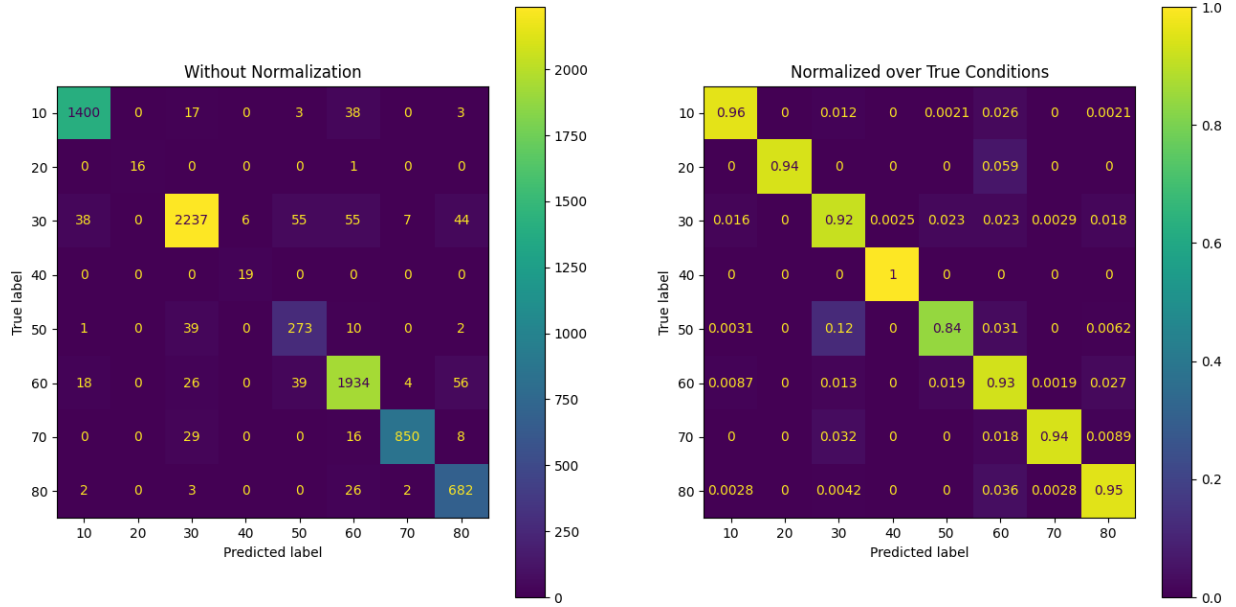 Without Normalization
10 1400 0 17 0 3 38 0 3
20 0 16 0 0 0 1 0 0
30 38 0 2237 6 55 55 7 44
40 0 0 0 19 0 0 0 0
50 1 0 39 0 273 10 0 2
60 18 0 26 0 39 1934 4 56
70 0 0 29 0 0 16 850 8
80 2 0 3 0 0 26 2 682
10 20 30 40 50 60 70 80
True label
Predicted label
2000
1750
1500
1250
1000
750
500
250
0
Normalized over True Conditions
10 0.96 0 0.012 0 0.0021 0.026 0 0.0021
20 0 0.94 0 0 0 0.059 0 0
30 0.016 0 0.92 0.0025 0.023 0.023 0.0029 0.018
40 0 0 0 1 0 0 0 0
50 0.0031 0 0.12 0 0.84 0.031 0 0.0062
60 0.0087 0 0.013 0 0.019 0.93 0.0019 0.027
70 0 0 0.032 0 0 0.018 0.94 0.0089
80 0.0028 0 0.0042 0 0 0.036 0.0028 0.95
10 20 30 40 50 60 70 80
True label
Predicted label
1.0
0.8
0.6
0.4
0.2
0.0